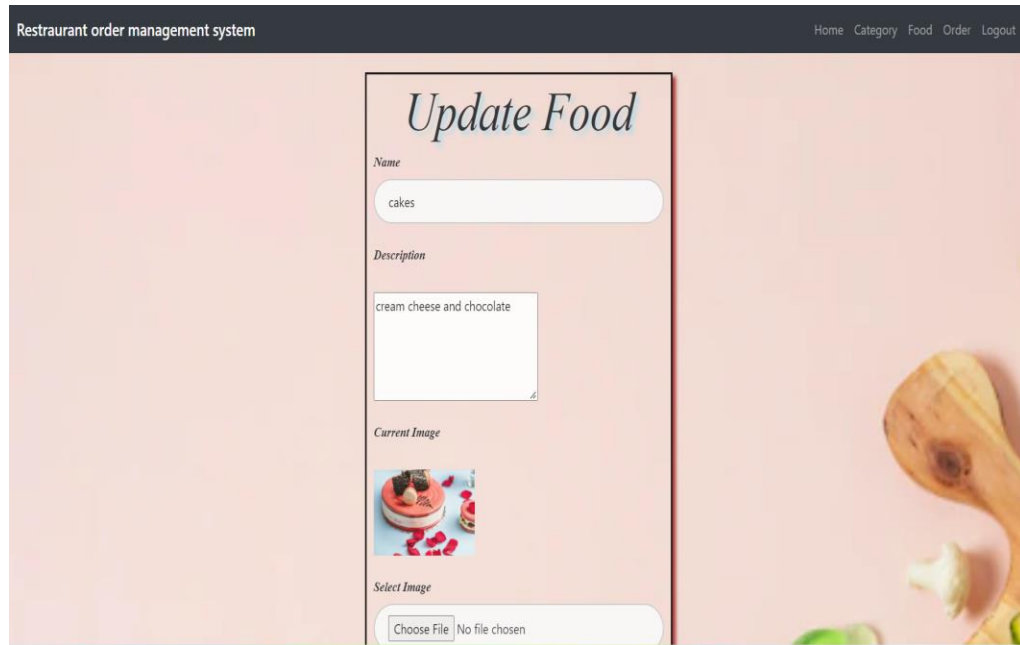 Restraurant order management system
Home Category Food Order Logout
Update Food
Name
cakes
Description
cream cheese and chocolate
Current Image
Select Image
Choose File No file chosen